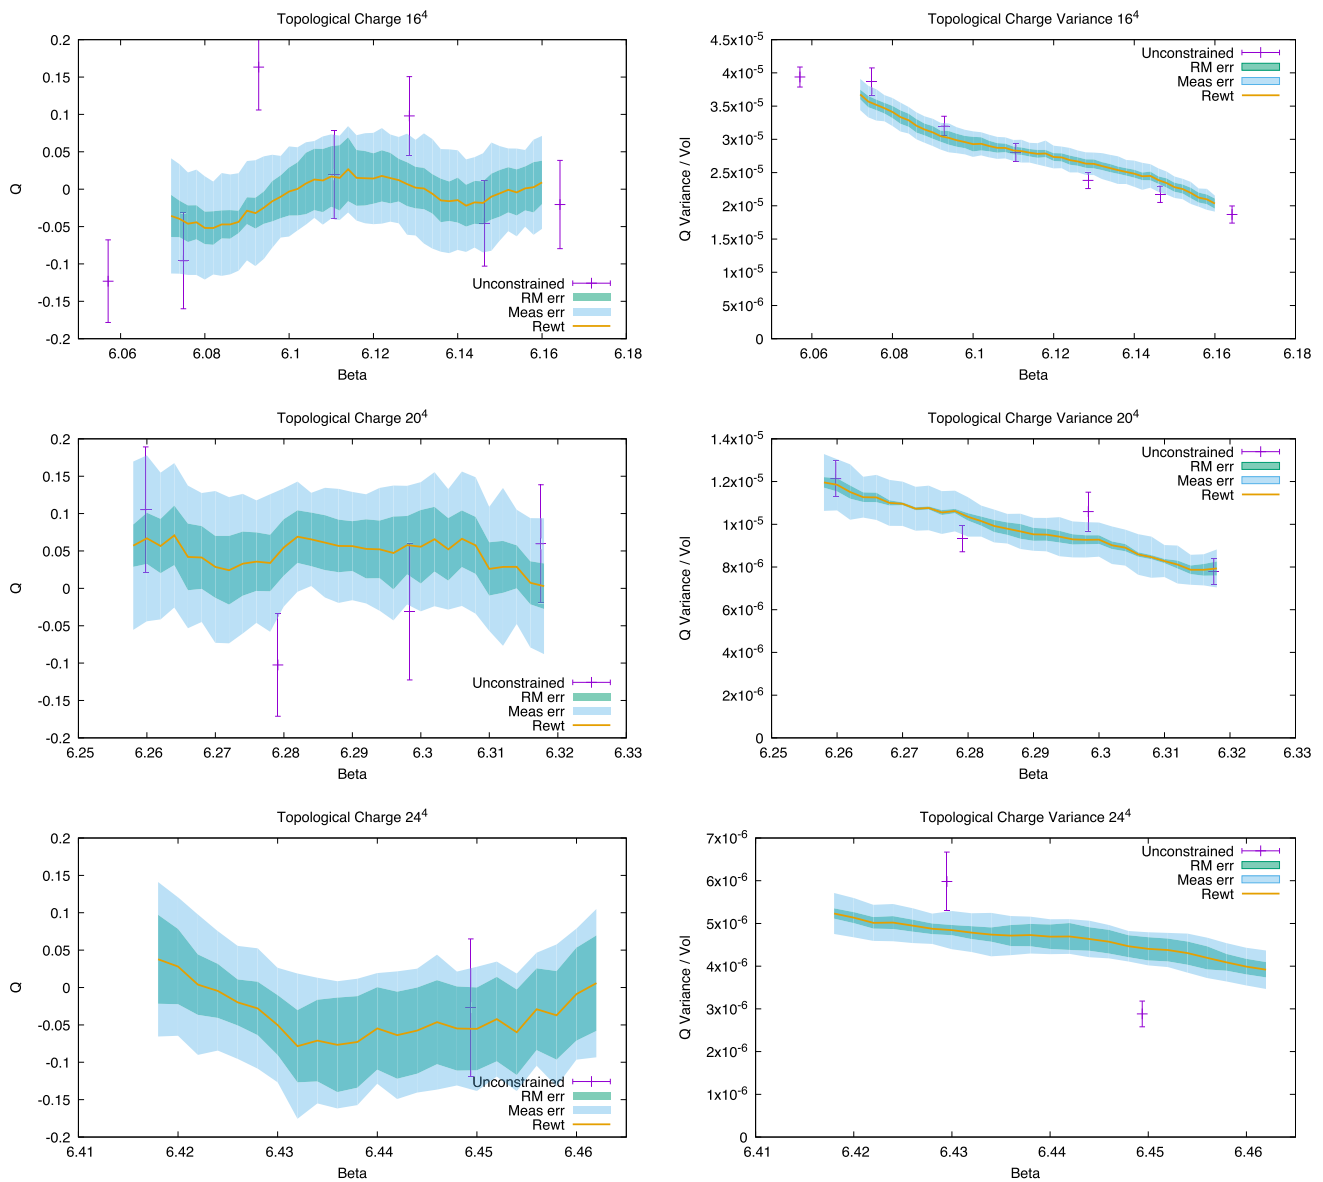 Topological Charge 16⁴
0.2
0.15
0.1
0.05
0
-0.05
-0.1
-0.15
-0.2
Q
Unconstrained
RM err
Meas err
Rewt
6.06 6.08 6.1 6.12 6.14 6.16 6.18
Beta
Topological Charge Variance 16⁴
4.5x10⁻⁵
4x10⁻⁵
3.5x10⁻⁵
3x10⁻⁵
2.5x10⁻⁵
2x10⁻⁵
1.5x10⁻⁵
1x10⁻⁵
5x10⁻⁶
0
Q Variance / Vol
Unconstrained
RM err
Meas err
Rewt
6.06 6.08 6.1 6.12 6.14 6.16 6.18
Beta
Topological Charge 20⁴
0.2
0.15
0.1
0.05
0
-0.05
-0.1
-0.15
-0.2
Q
Unconstrained
RM err
Meas err
Rewt
6.25 6.26 6.27 6.28 6.29 6.3 6.31 6.32 6.33
Beta
Topological Charge Variance 20⁴
1.4x10⁻⁵
1.2x10⁻⁵
1x10⁻⁵
8x10⁻⁶
6x10⁻⁶
4x10⁻⁶
2x10⁻⁶
0
Q Variance / Vol
Unconstrained
RM err
Meas err
Rewt
6.25 6.26 6.27 6.28 6.29 6.3 6.31 6.32 6.33
Beta
Topological Charge 24⁴
0.2
0.15
0.1
0.05
0
-0.05
-0.1
-0.15
-0.2
Q
Unconstrained
RM err
Meas err
Rewt
6.41 6.42 6.43 6.44 6.45 6.46
Beta
Topological Charge Variance 24⁴
7x10⁻⁶
6x10⁻⁶
5x10⁻⁶
4x10⁻⁶
3x10⁻⁶
2x10⁻⁶
1x10⁻⁶
0
Q Variance / Vol
Unconstrained
RM err
Meas err
Rewt
6.41 6.42 6.43 6.44 6.45 6.46
Beta